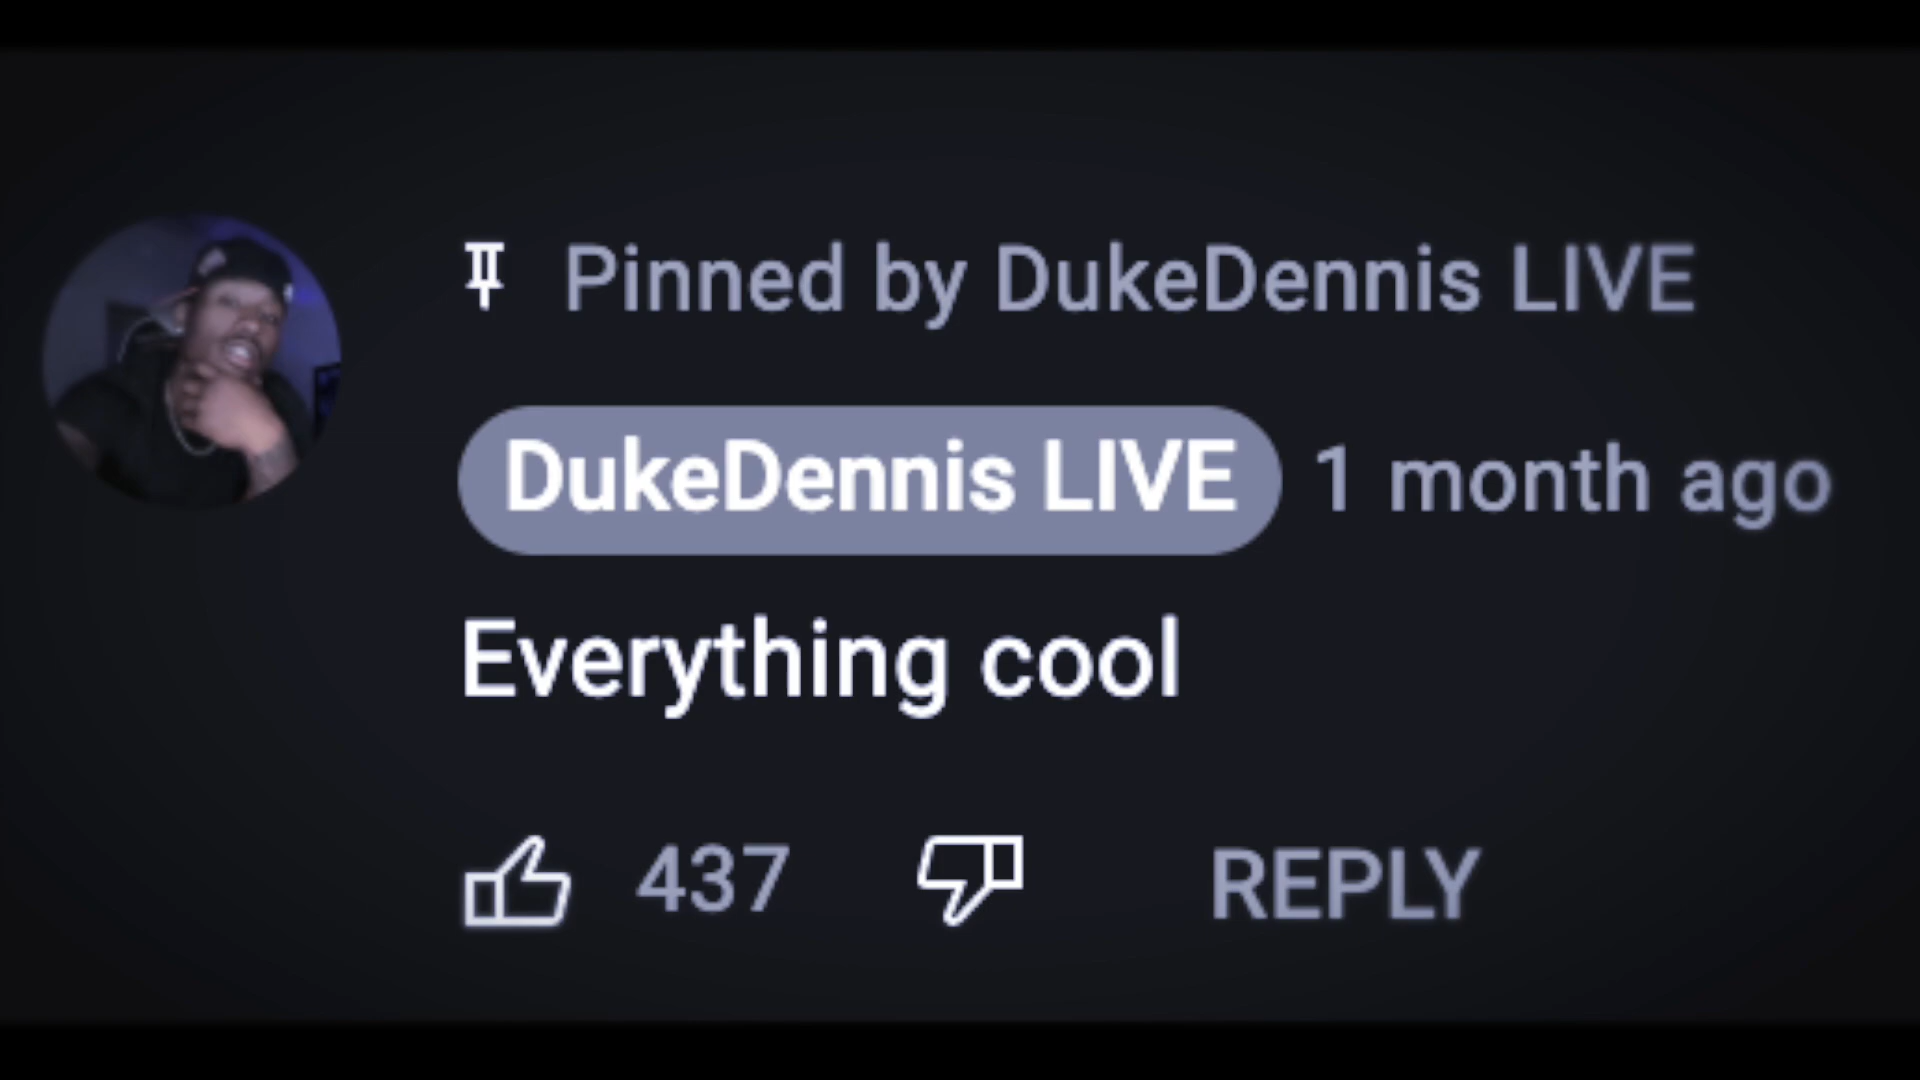 Pinned by DukeDennis LIVE
DukeDennis LIVE 1 month ago
Everything cool
437 REPLY